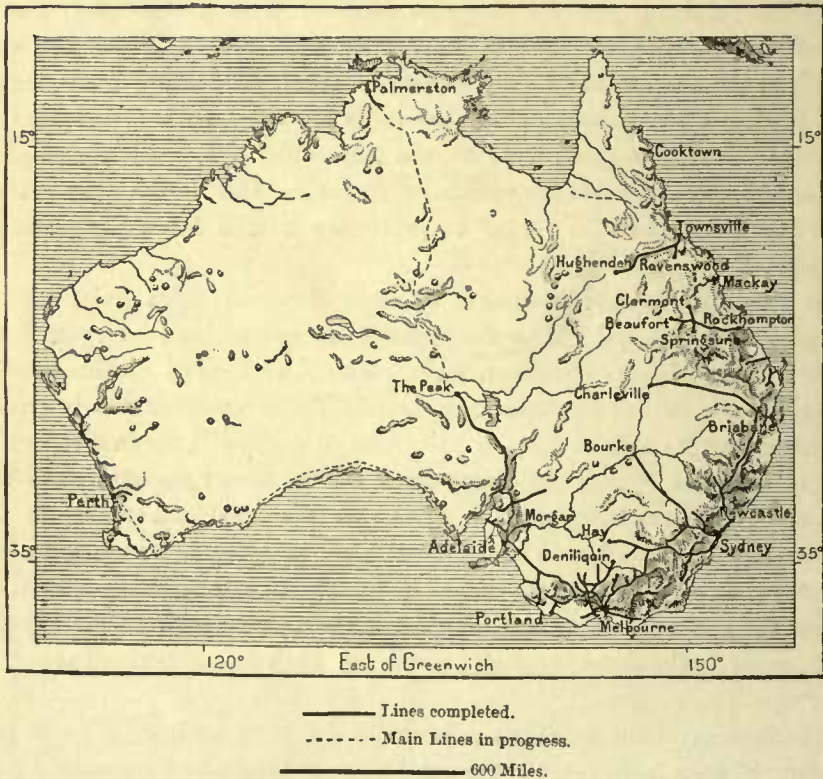 Palmerston
15°
15°
Cooktown
Townsville
Hughenden
Ravenswood
Mackay
Clermont
Beaufort
Rockhampton
Springsure
The Peak
Charleville
Brisbane
Bourke
Perth
Morgan
Newcastle
Hay
Adelaide
Sydney
35°
35°
Deniliquin
Portland
Melbourne
120°
East of Greenwich
150°
Lines completed.
Main Lines in progress.
600 Miles.